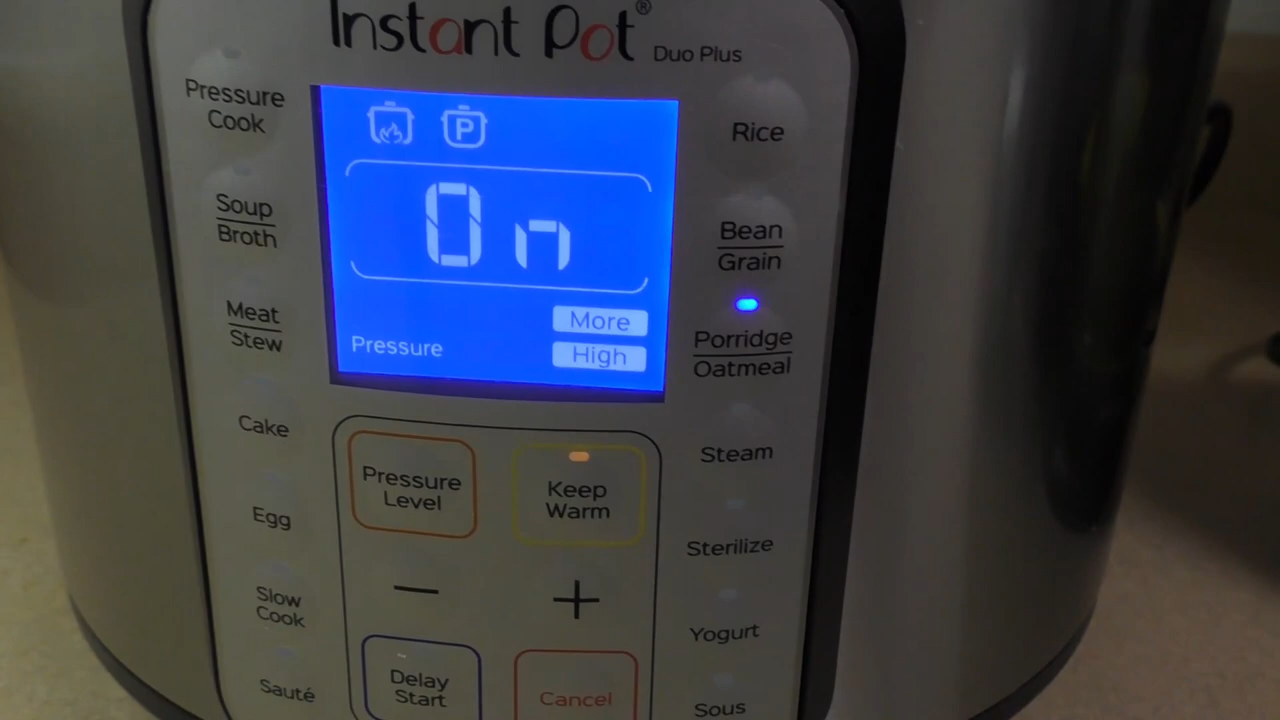 Instant Pot® Duo Plus
Pressure
Cook
Soup
Broth
Meat
Stew
Cake
Egg
Slow
Cook
Sauté
P
On
More
Pressure
High
Pressure
Level
Keep
Warm
−
+
Delay
Start
Cancel
Rice
Bean
Grain
Porridge
Oatmeal
Steam
Sterilize
Yogurt
Sous